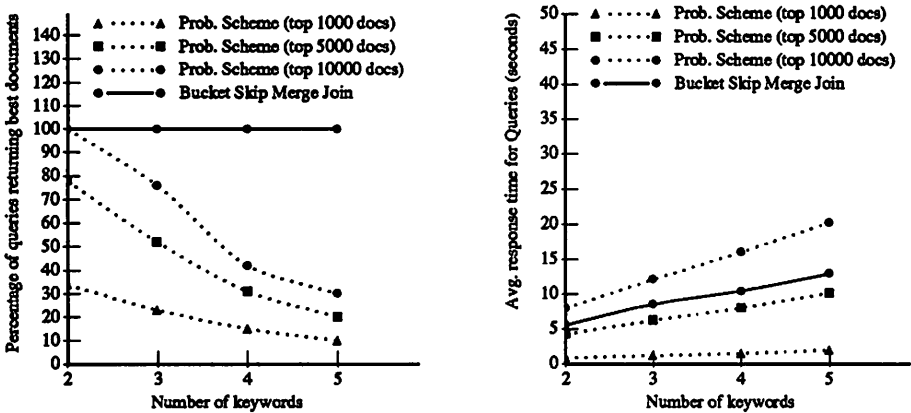 Percentage of queries returning best documents
140
130
120
110
100
90
80
70
60
50
40
30
20
10
0
Prob. Scheme (top 1000 docs)
Prob. Scheme (top 5000 docs)
Prob. Scheme (top 10000 docs)
Bucket Skip Merge Join
2 3 4 5
Number of keywords
Avg. response time for Queries (seconds)
50
45
40
35
30
25
20
15
10
5
0
Prob. Scheme (top 1000 docs)
Prob. Scheme (top 5000 docs)
Prob. Scheme (top 10000 docs)
Bucket Skip Merge Join
2 3 4 5
Number of keywords